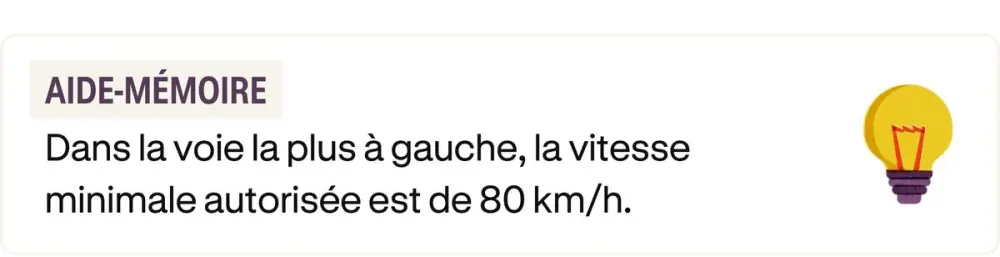 AIDE-MÉMOIRE
Dans la voie la plus à gauche, la vitesse
minimale autorisée est de 80 km/h.